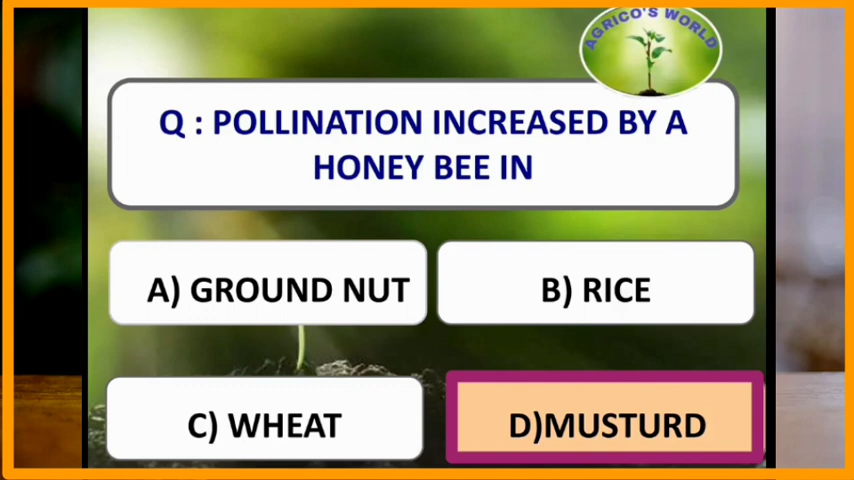 AGRICO'S WORLD
Q : POLLINATION INCREASED BY A
HONEY BEE IN
A) GROUND NUT
B) RICE
C) WHEAT
D)MUSTURD